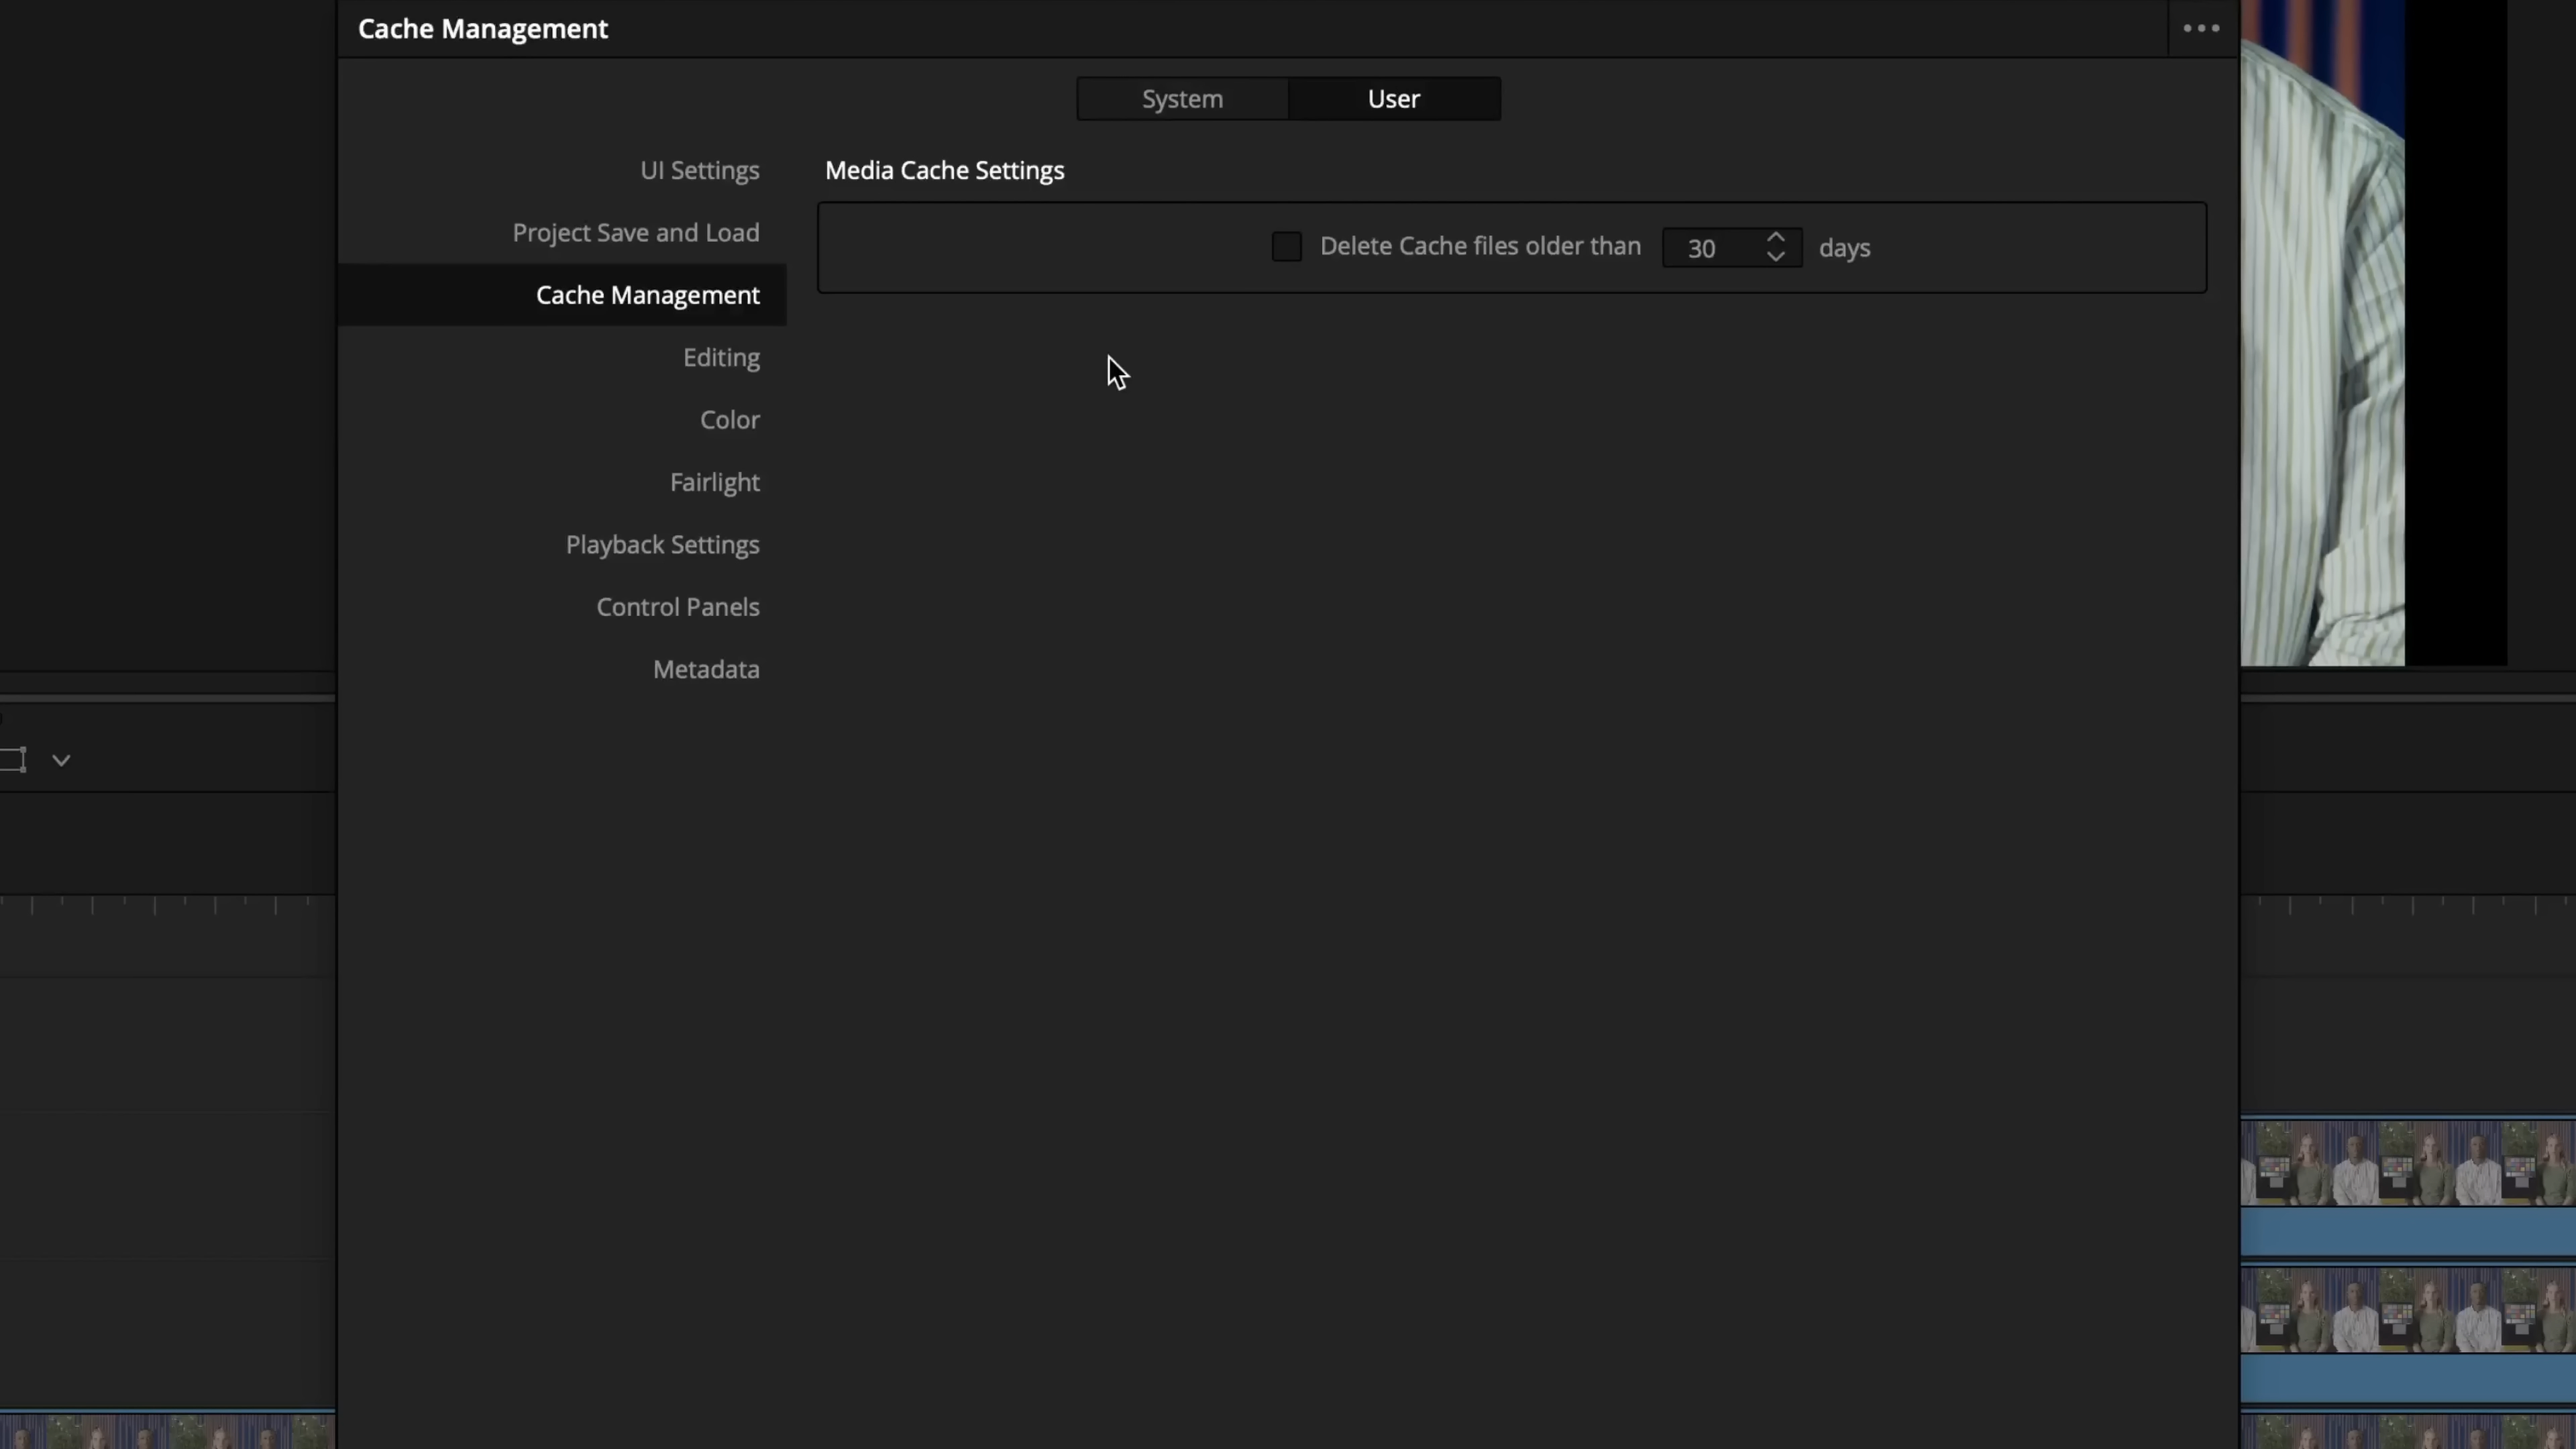 Cache Management
System
User
UI Settings
Project Save and Load
Cache Management
Editing
Color
Fairlight
Playback Settings
Control Panels
Metadata
Media Cache Settings
Delete Cache files older than 30 days